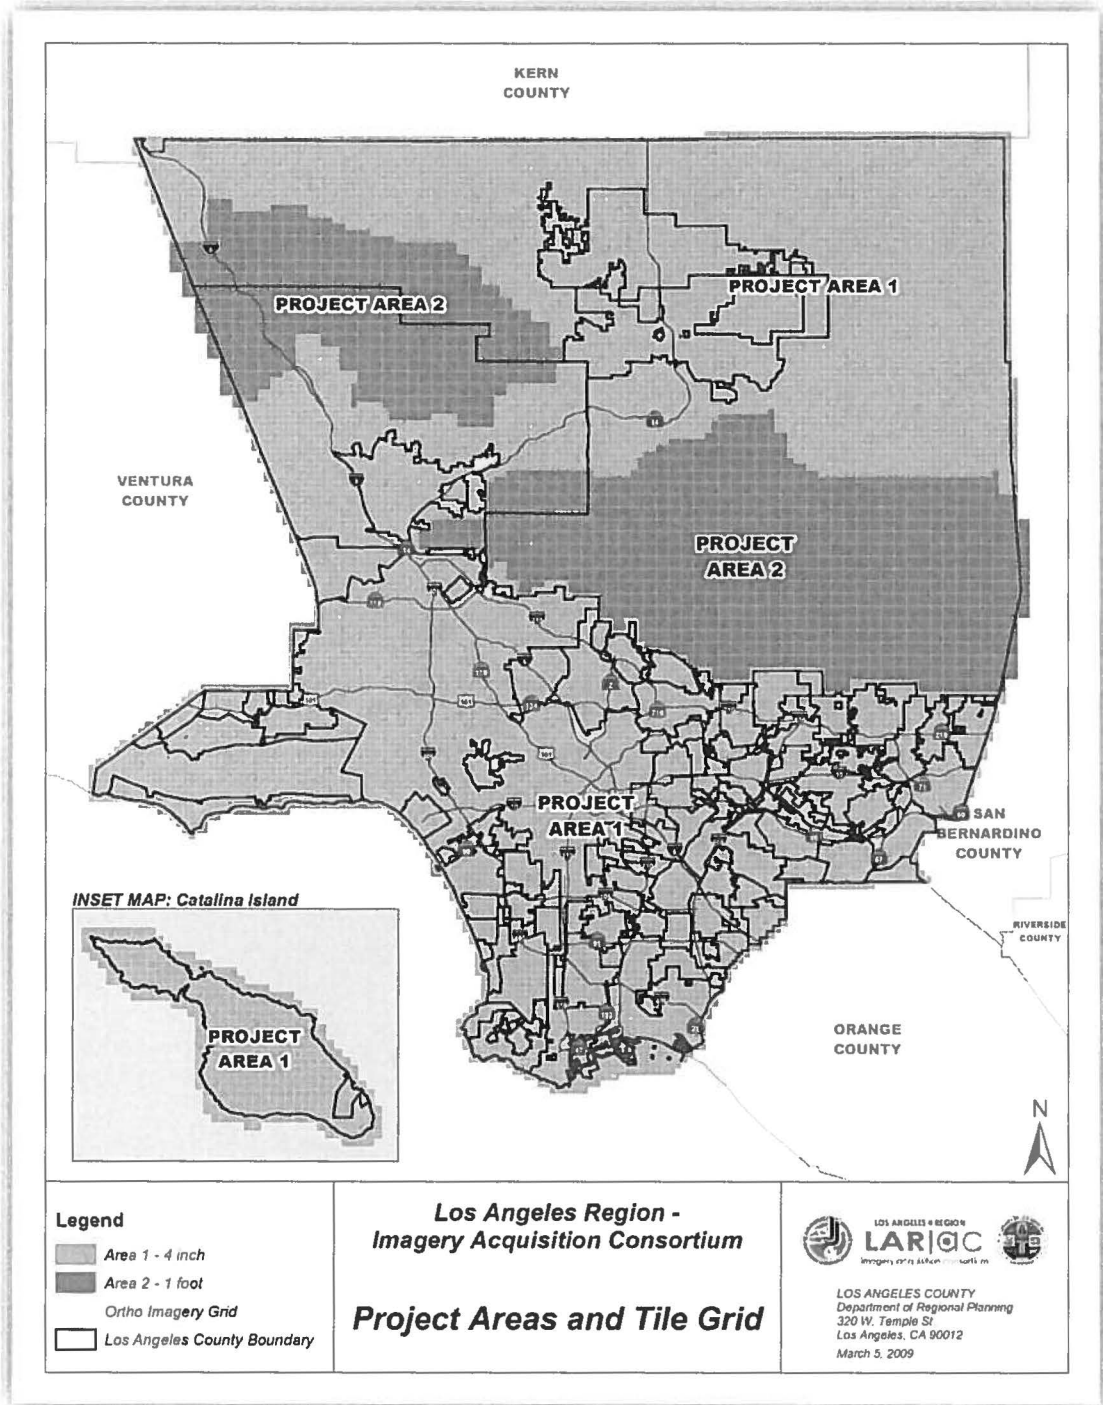 KERN
COUNTY
PROJECT AREA 2
PROJECT AREA 1
VENTURA
COUNTY
PROJECT
AREA 2
PROJECT
AREA 1
SAN
BERNARDINO
COUNTY
RIVERSIDE
COUNTY
ORANGE
COUNTY
INSET MAP: Catalina Island
PROJECT
AREA 1
N
Legend
Area 1 - 4 inch
Area 2 - 1 foot
Ortho Imagery Grid
Los Angeles County Boundary
Los Angeles Region -
Imagery Acquisition Consortium
Project Areas and Tile Grid
LOS ANGELES REGION
LAR|aC
LOS ANGELES COUNTY
Department of Regional Planning
320 W. Temple St
Los Angeles, CA 90012
March 5, 2009
101
101
101
14